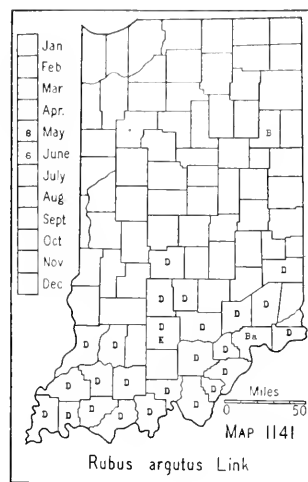 Jan
Feb
Mar
Apr.
8 May
6 June
July
Aug
Sept
Oct
Nov
Dec
B
D
D
D D
D D
D D D
K
Ba D
D D D
D
D D D D
D D D D D
Miles
0 50
MAP 1141
Rubus argutus Link